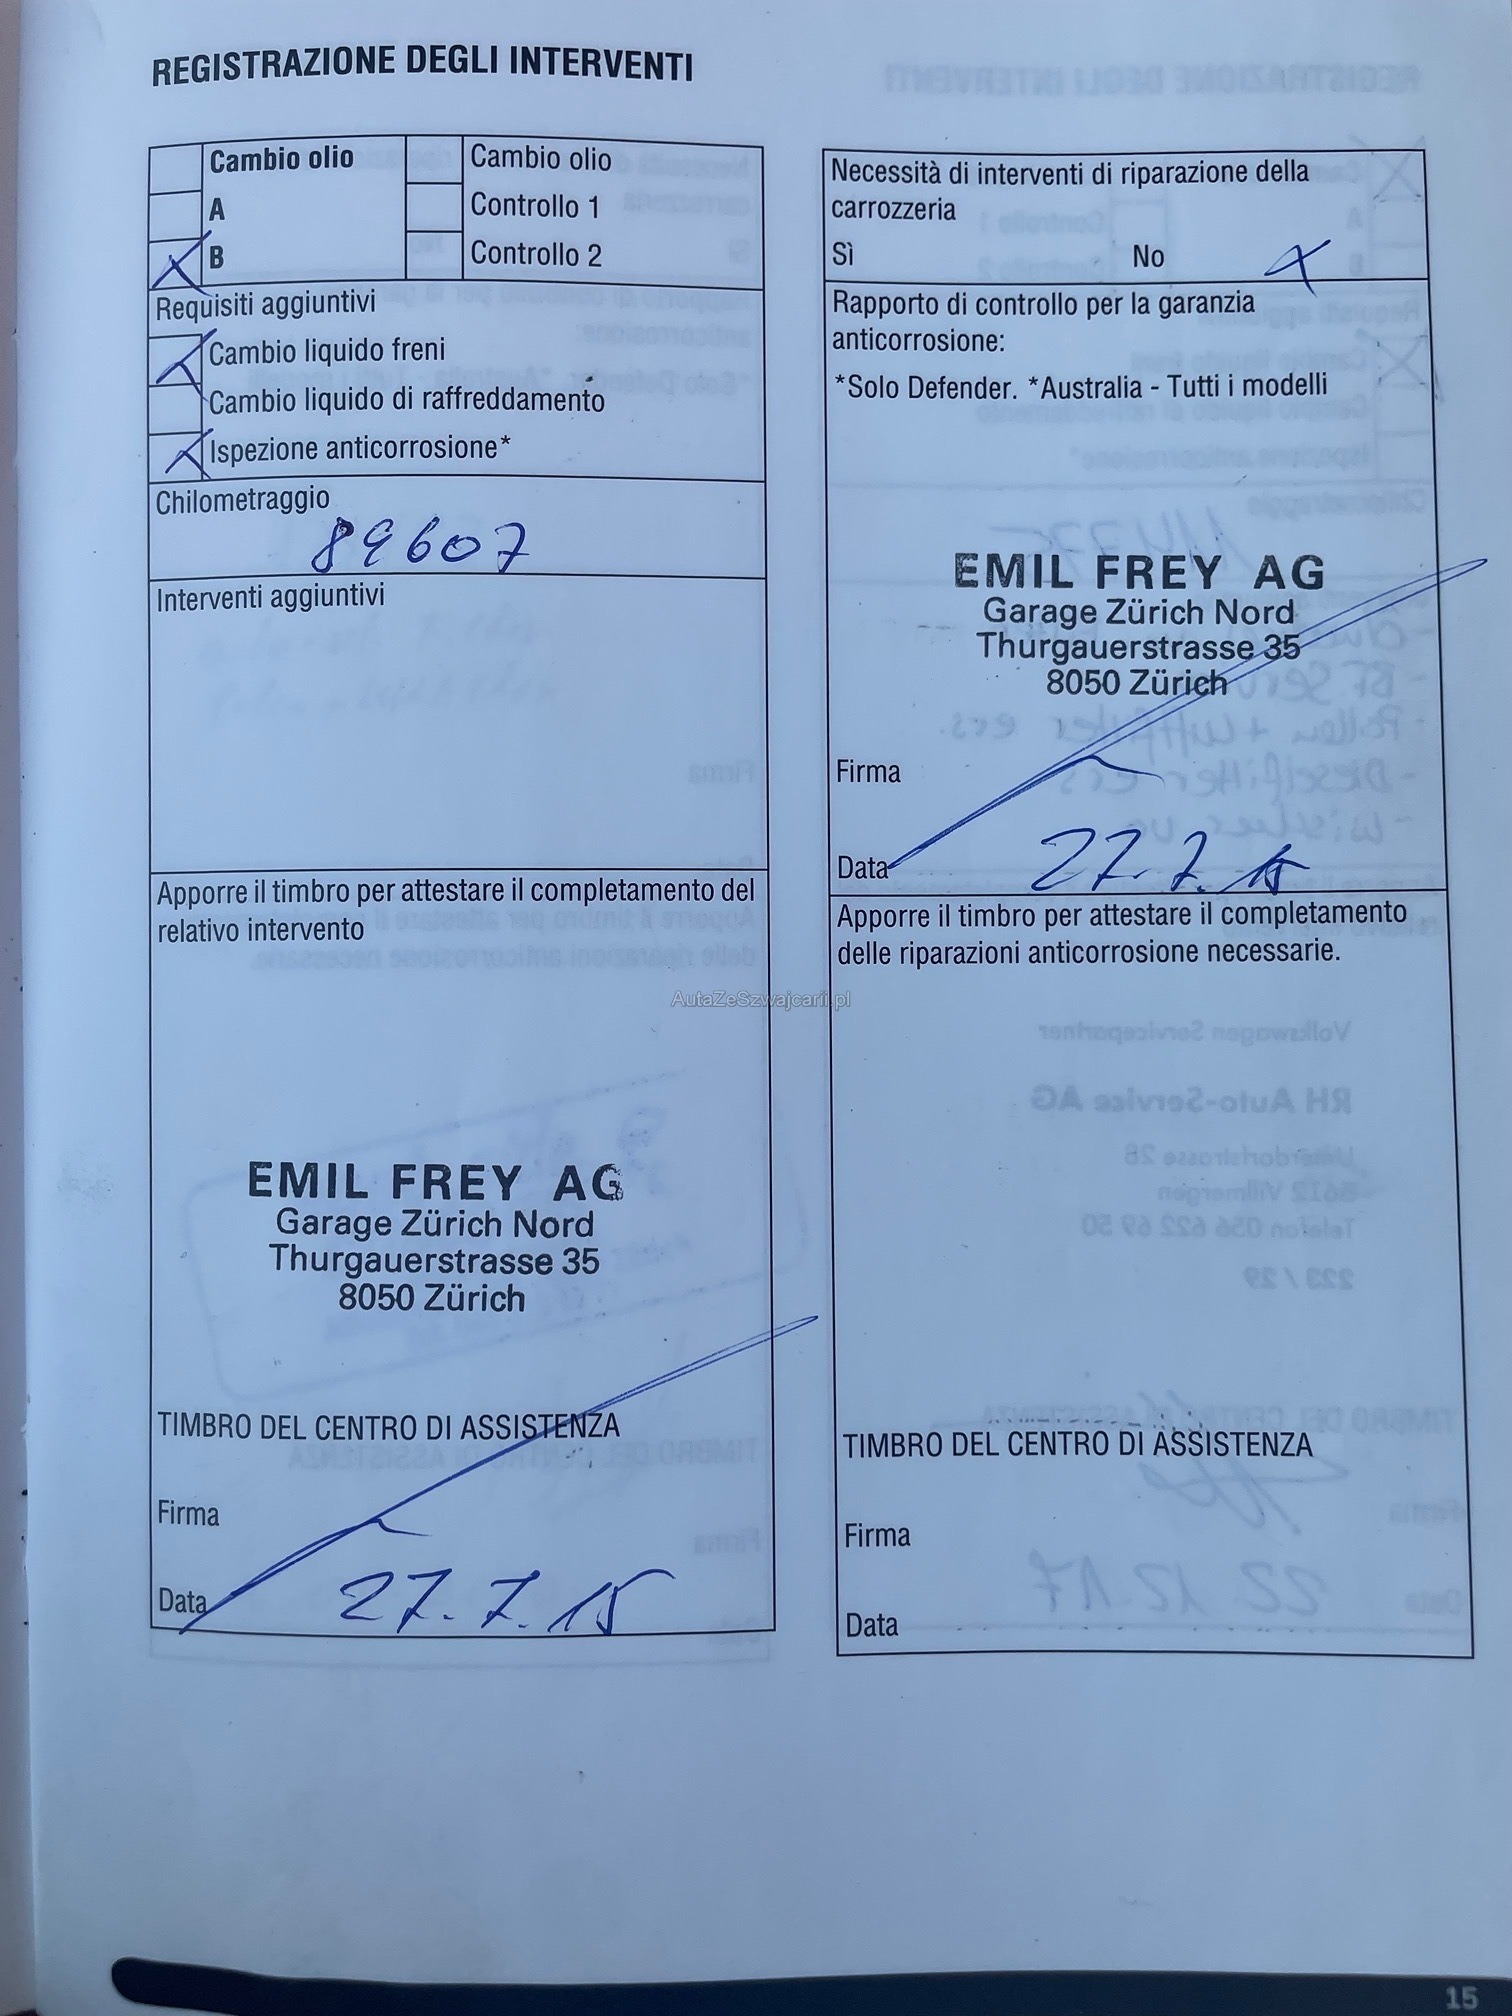 REGISTRAZIONE DEGLI INTERVENTI
Cambio olio
A
B
Cambio olio
Controllo 1
Controllo 2
Requisiti aggiuntivi
Cambio liquido freni
Cambio liquido di raffreddamento
Ispezione anticorrosione*
Chilometraggio
89607
Interventi aggiuntivi
Apporre il timbro per attestare il completamento del
relativo intervento
EMIL FREY AG
Garage Zürich Nord
Thurgauerstrasse 35
8050 Zürich
TIMBRO DEL CENTRO DI ASSISTENZA
Firma
Data 27.7.15
Necessità di interventi di riparazione della
carrozzeria
Sì No
Rapporto di controllo per la garanzia
anticorrosione:
*Solo Defender. *Australia - Tutti i modelli
EMIL FREY AG
Garage Zürich Nord
Thurgauerstrasse 35
8050 Zürich
Firma
Data 27.7.15
Apporre il timbro per attestare il completamento
delle riparazioni anticorrosione necessarie.
TIMBRO DEL CENTRO DI ASSISTENZA
Firma
Data
AutaZeSzwajcarii.pl
15